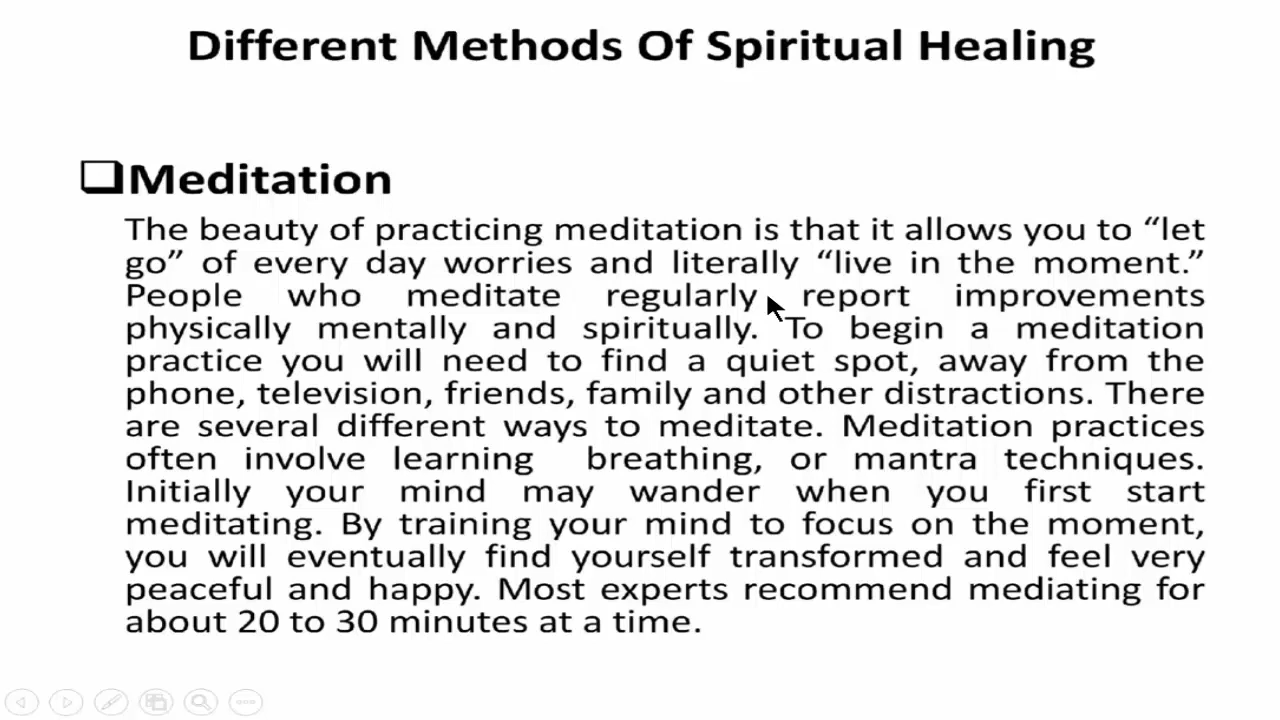 Different Methods Of Spiritual Healing
Meditation
The beauty of practicing meditation is that it allows you to “let
go” of every day worries and literally “live in the moment.”
People who meditate regularly report improvements
physically mentally and spiritually. To begin a meditation
practice you will need to find a quiet spot, away from the
phone, television, friends, family and other distractions. There
are several different ways to meditate. Meditation practices
often involve learning breathing, or mantra techniques.
Initially your mind may wander when you first start
meditating. By training your mind to focus on the moment,
you will eventually find yourself transformed and feel very
peaceful and happy. Most experts recommend mediating for
about 20 to 30 minutes at a time.